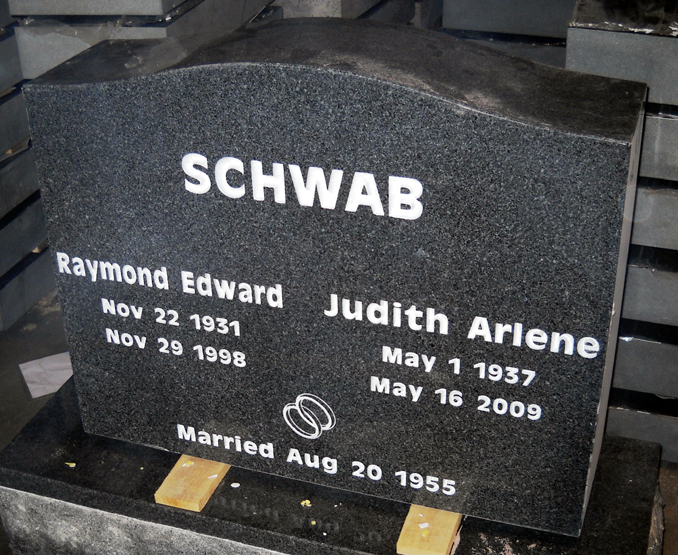 SCHWAB
Raymond Edward
Nov 22 1931
Nov 29 1998
Judith Arlene
May 1 1937
May 16 2009
Married Aug 20 1955